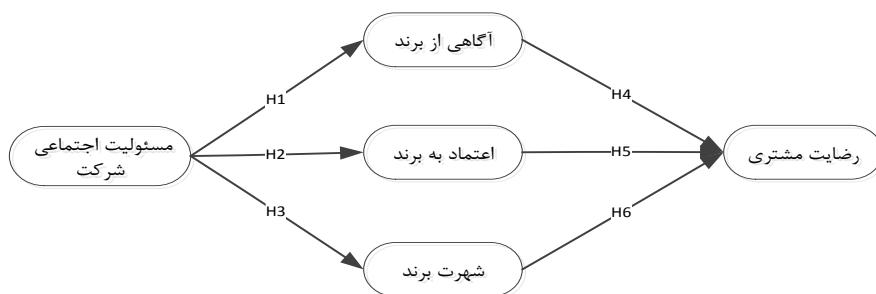 آگاهی از برند
H1
H4
مسئولیت اجتماعی
شرکت
H2
اعتماد به برند
H5
رضایت مشتری
H3
H6
شهرت برند